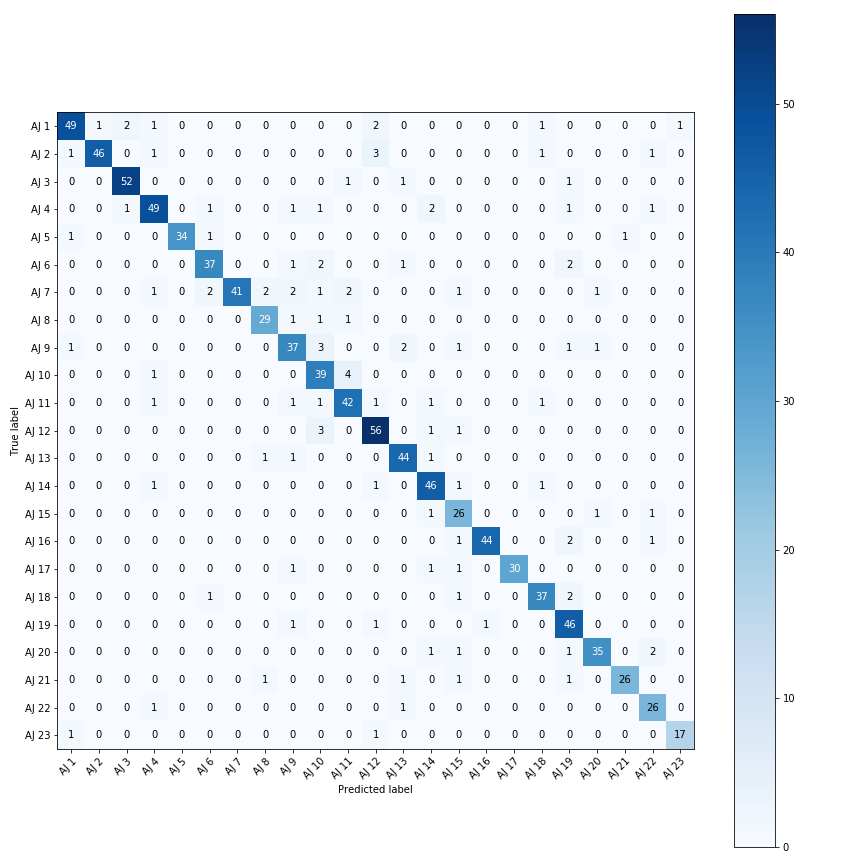 AJ 1 49 1 2 1 0 0 0 0 0 0 0 2 0 0 0 0 0 1 0 0 0 0 1
AJ 2 1 46 0 1 0 0 0 0 0 0 0 3 0 0 0 0 0 1 0 0 0 1 0
AJ 3 0 0 52 0 0 0 0 0 0 0 1 0 1 0 0 0 0 0 1 0 0 0 0
AJ 4 0 0 1 49 0 1 0 0 1 1 0 0 0 2 0 0 0 0 1 0 0 1 0
AJ 5 1 0 0 0 34 1 0 0 0 0 0 0 0 0 0 0 0 0 0 0 1 0 0
AJ 6 0 0 0 0 0 37 0 0 1 2 0 0 1 0 0 0 0 0 2 0 0 0 0
AJ 7 0 0 0 1 0 2 41 2 2 1 2 0 0 0 1 0 0 0 0 1 0 0 0
AJ 8 0 0 0 0 0 0 0 29 1 1 1 0 0 0 0 0 0 0 0 0 0 0 0
AJ 9 1 0 0 0 0 0 0 0 37 3 0 0 2 0 1 0 0 0 1 1 0 0 0
AJ 10 0 0 0 1 0 0 0 0 0 39 4 0 0 0 0 0 0 0 0 0 0 0 0
AJ 11 0 0 0 1 0 0 0 0 1 1 42 1 0 1 0 0 0 1 0 0 0 0 0
AJ 12 0 0 0 0 0 0 0 0 0 3 0 56 0 1 1 0 0 0 0 0 0 0 0
AJ 13 0 0 0 0 0 0 0 1 1 0 0 0 44 1 0 0 0 0 0 0 0 0 0
AJ 14 0 0 0 1 0 0 0 0 0 0 0 1 0 46 1 0 0 1 0 0 0 0 0
AJ 15 0 0 0 0 0 0 0 0 0 0 0 0 0 1 26 0 0 0 0 1 0 1 0
AJ 16 0 0 0 0 0 0 0 0 0 0 0 0 0 0 1 44 0 0 2 0 0 1 0
AJ 17 0 0 0 0 0 0 0 0 1 0 0 0 0 1 1 0 30 0 0 0 0 0 0
AJ 18 0 0 0 0 0 1 0 0 0 0 0 0 0 0 1 0 0 37 2 0 0 0 0
AJ 19 0 0 0 0 0 0 0 0 1 0 0 1 0 0 0 1 0 0 46 0 0 0 0
AJ 20 0 0 0 0 0 0 0 0 0 0 0 0 0 1 1 0 0 0 1 35 0 2 0
AJ 21 0 0 0 0 0 0 0 1 0 0 0 0 1 0 1 0 0 0 1 0 26 0 0
AJ 22 0 0 0 1 0 0 0 0 0 0 0 0 1 0 0 0 0 0 0 0 0 26 0
AJ 23 1 0 0 0 0 0 0 0 0 0 0 1 0 0 0 0 0 0 0 0 0 0 17
AJ 1 AJ 2 AJ 3 AJ 4 AJ 5 AJ 6 AJ 7 AJ 8 AJ 9 AJ 10 AJ 11 AJ 12 AJ 13 AJ 14 AJ 15 AJ 16 AJ 17 AJ 18 AJ 19 AJ 20 AJ 21 AJ 22 AJ 23
Predicted label
True label
50
40
30
20
10
0